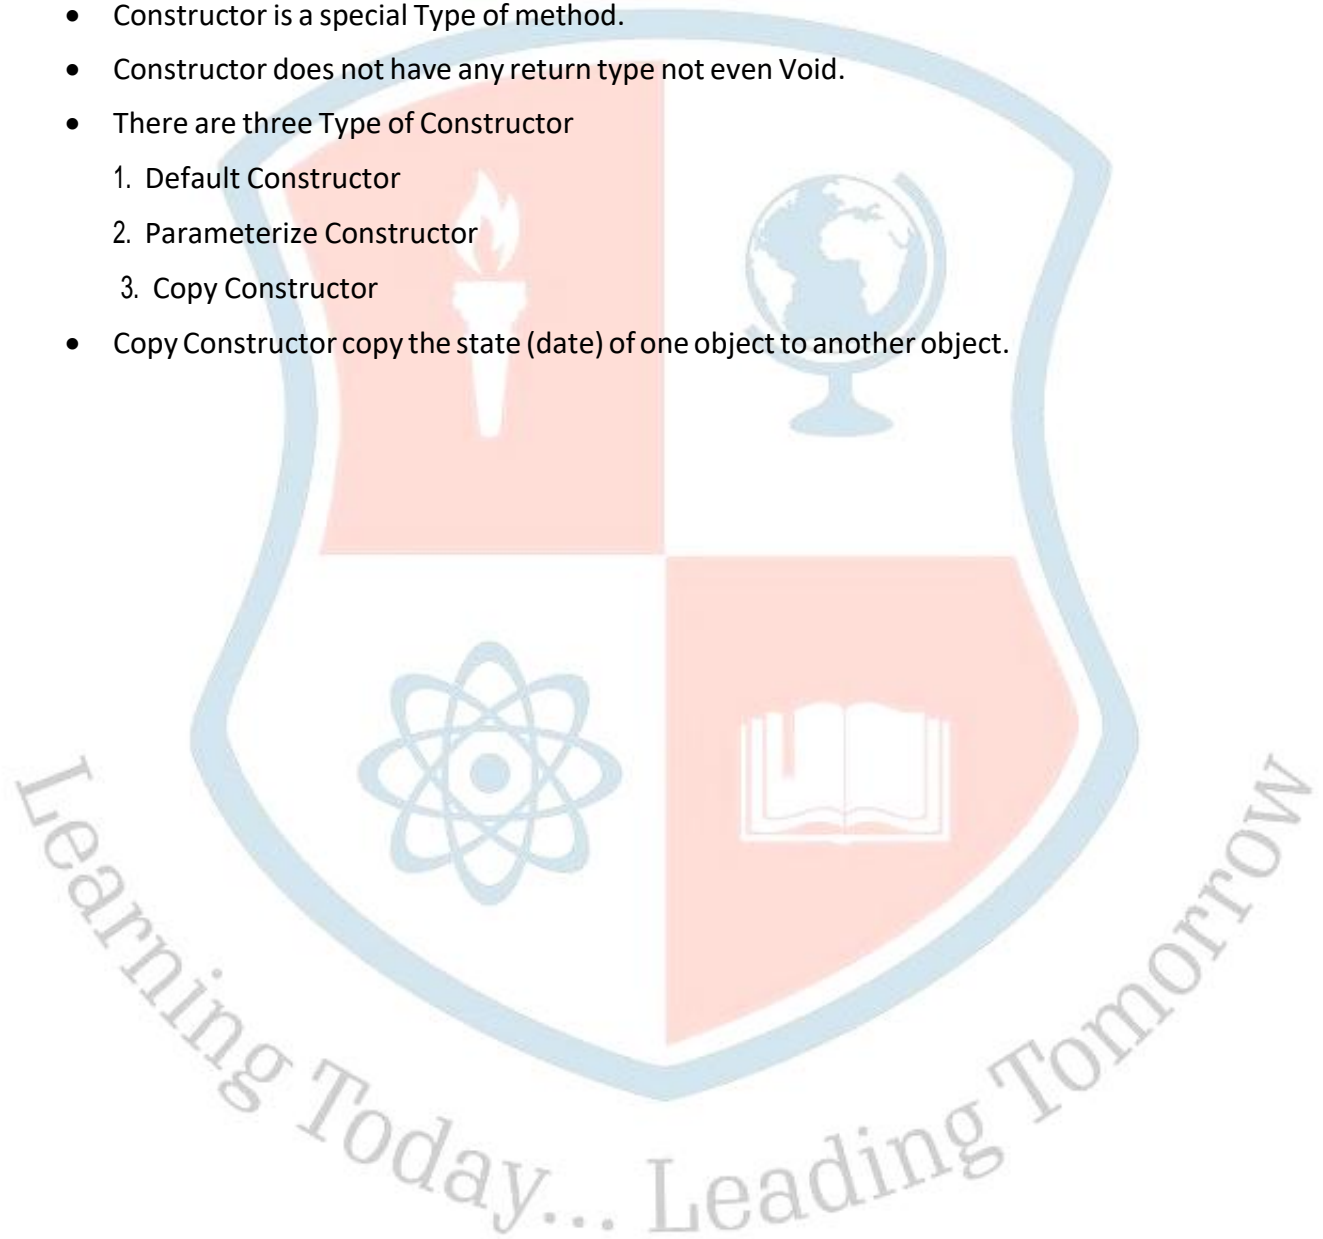 • Constructor is a special Type of method.
• Constructor does not have any return type not even Void.
• There are three Type of Constructor
1. Default Constructor
2. Parameterize Constructor
3. Copy Constructor
• Copy Constructor copy the state (date) of one object to another object.
Learning Today... Leading Tomorrow